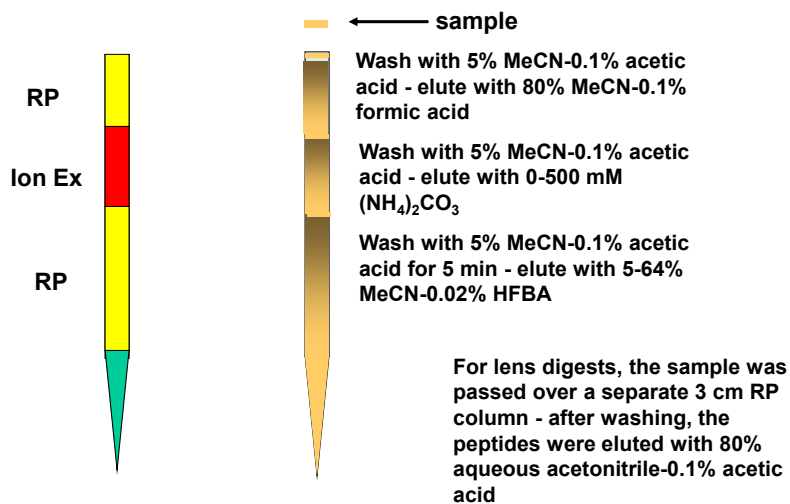 sample
Wash with 5% MeCN-0.1% acetic
acid - elute with 80% MeCN-0.1%
formic acid
RP
Wash with 5% MeCN-0.1% acetic
acid - elute with 0-500 mM
(NH₄)₂CO₃
Ion Ex
Wash with 5% MeCN-0.1% acetic
acid for 5 min - elute with 5-64%
MeCN-0.02% HFBA
RP
For lens digests, the sample was
passed over a separate 3 cm RP
column - after washing, the
peptides were eluted with 80%
aqueous acetonitrile-0.1% acetic
acid